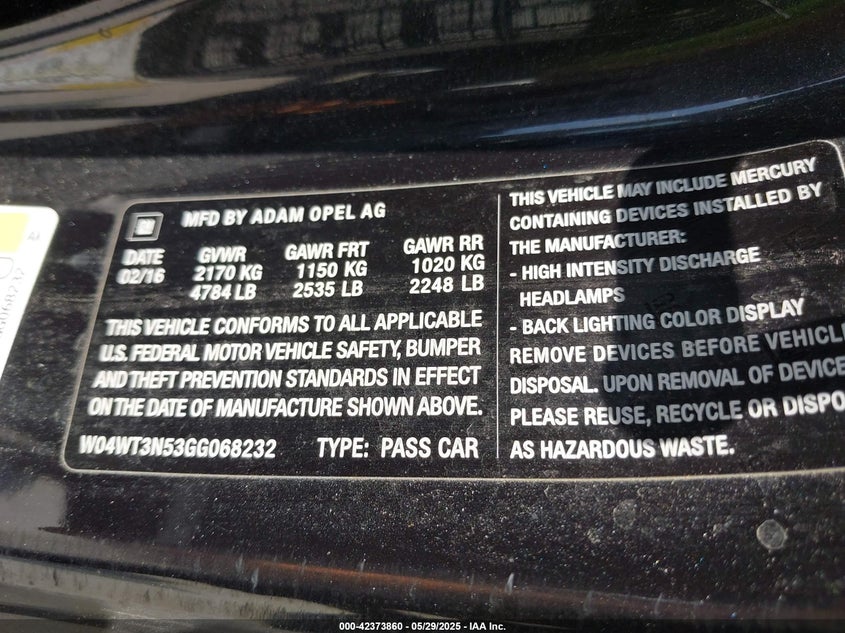 MFD BY ADAM OPEL AG
DATE GVWR GAWR FRT GAWR RR
02/16 2170 KG 1150 KG 1020 KG
4784 LB 2535 LB 2248 LB
THIS VEHICLE CONFORMS TO ALL APPLICABLE
U.S. FEDERAL MOTOR VEHICLE SAFETY, BUMPER
AND THEFT PREVENTION STANDARDS IN EFFECT
ON THE DATE OF MANUFACTURE SHOWN ABOVE.
W04WT3N53GG068232 TYPE: PASS CAR
THIS VEHICLE MAY INCLUDE MERCURY
CONTAINING DEVICES INSTALLED BY
THE MANUFACTURER:
- HIGH INTENSITY DISCHARGE
HEADLAMPS
- BACK LIGHTING COLOR DISPLAY
REMOVE DEVICES BEFORE VEHICL
DISPOSAL. UPON REMOVAL OF DEVICE
PLEASE REUSE, RECYCLE OR DISPO
AS HAZARDOUS WASTE.
000-42373860 • 05/29/2025 • IAA Inc.